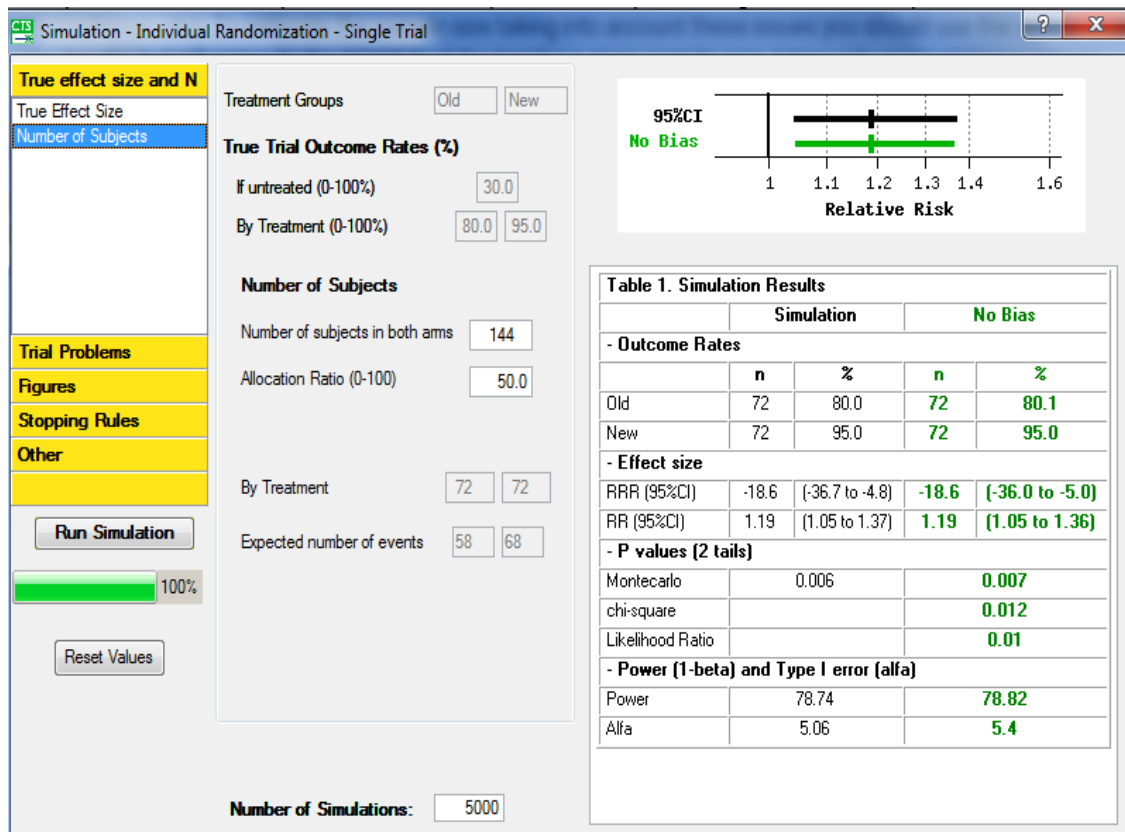 CTS Simulation - Individual Randomization - Single Trial
? X
True effect size and N
True Effect Size
Number of Subjects
Trial Problems
Figures
Stopping Rules
Other
Run Simulation
100%
Reset Values
Treatment Groups Old New
True Trial Outcome Rates (%)
If untreated (0-100%) 30.0
By Treatment (0-100%) 80.0 95.0
Number of Subjects
Number of subjects in both arms 144
Allocation Ratio (0-100) 50.0
By Treatment 72 72
Expected number of events 58 68
Number of Simulations: 5000
95%CI
No Bias
1 1.1 1.2 1.3 1.4 1.6
Relative Risk
Table 1. Simulation Results
Simulation No Bias
- Outcome Rates
n % n %
Old 72 80.0 72 80.1
New 72 95.0 72 95.0
- Effect size
RRR (95%CI) -18.6 (-36.7 to -4.8) -18.6 (-36.0 to -5.0)
RR (95%CI) 1.19 (1.05 to 1.37) 1.19 (1.05 to 1.36)
- P values (2 tails)
Montecarlo 0.006 0.007
chi-square 0.012
Likelihood Ratio 0.01
- Power (1-beta) and Type I error (alfa)
Power 78.74 78.82
Alfa 5.06 5.4